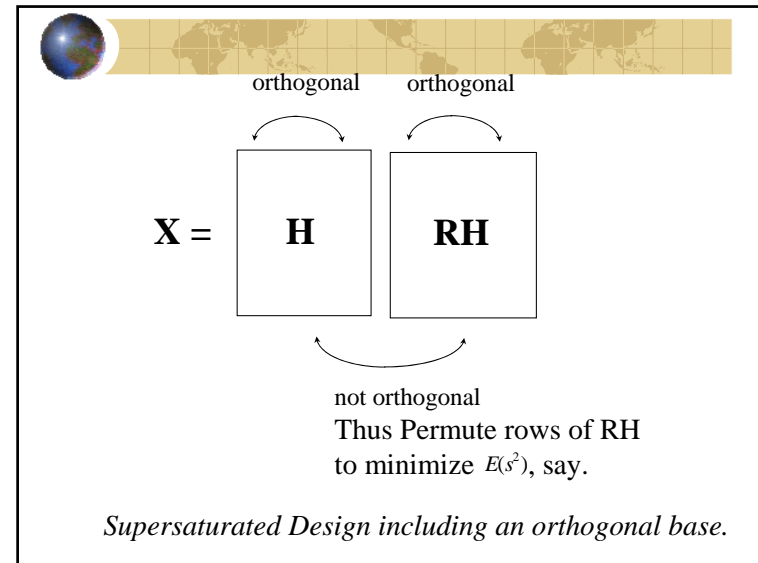 orthogonal orthogonal
X = H RH
not orthogonal
Thus Permute rows of RH
to minimize E(s²), say.
Supersaturated Design including an orthogonal base.